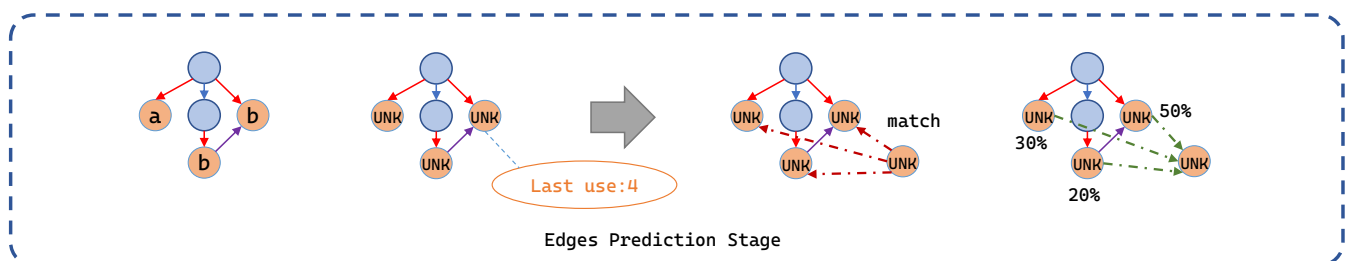 a
b
b
UNK
UNK
UNK
Last use:4
UNK
UNK
match
UNK
UNK
UNK
UNK
50%
30%
UNK
UNK
20%
Edges Prediction Stage